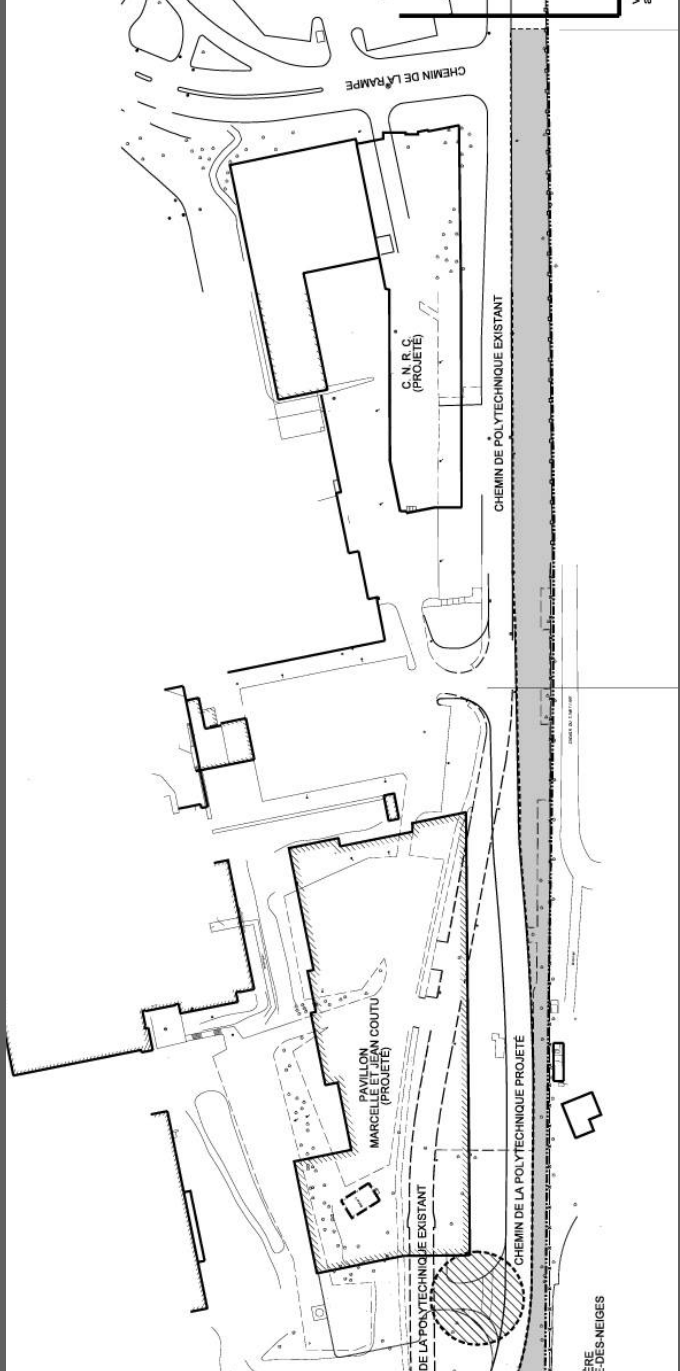 CHEMIN DE LA RAMPE
C. N. R. C.
(PROJETÉ)
CHEMIN DE POLYTECHNIQUE EXISTANT
PAVILLON
MARCELLE ET JEAN COUTU
(PROJETÉ)
CHEMIN DE LA POLYTECHNIQUE PROJETÉ
DE LA POLYTECHNIQUE EXISTANT
ÈRE
E-DES-NEIGES